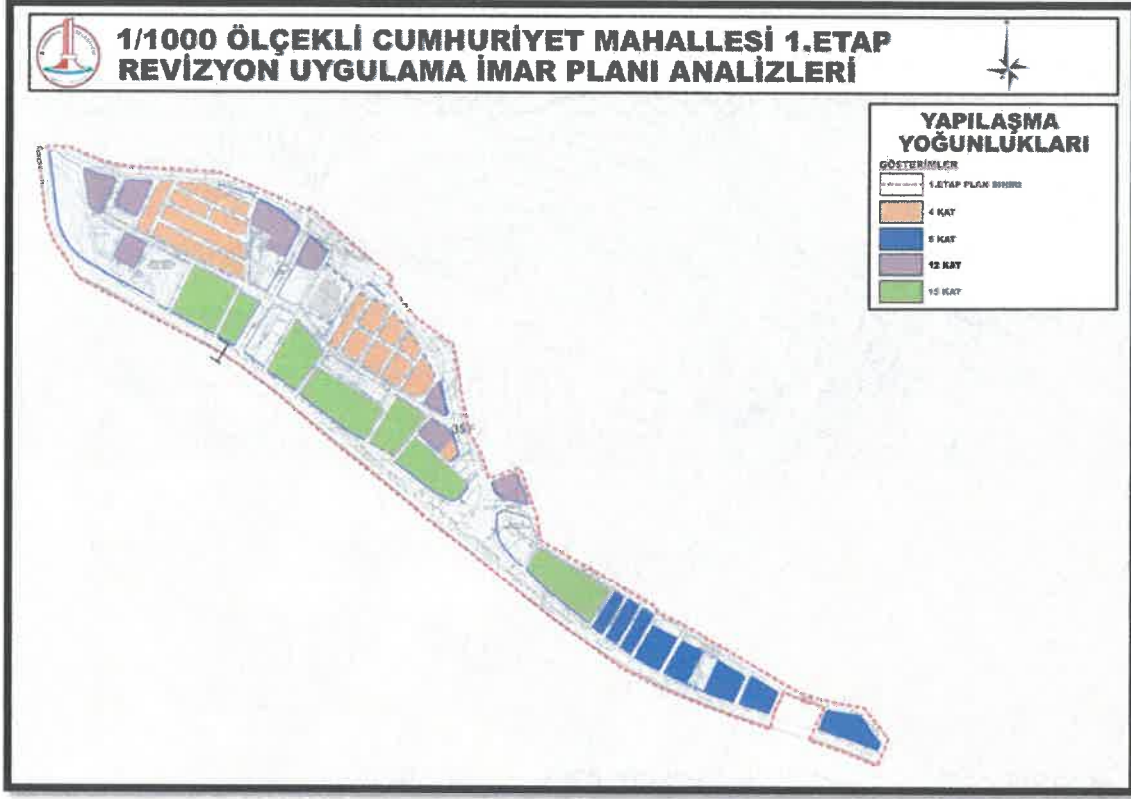 1/1000 ÖLÇEKLİ CUMHURİYET MAHALLESİ 1.ETAP
REVİZYON UYGULAMA İMAR PLANI ANALİZLERİ
YAPILAŞMA
YOĞUNLUKLARI
GÖSTERİMLER
1.ETAP PLAN SINIRI
4 KAT
KAT
12 KAT
15 KAT